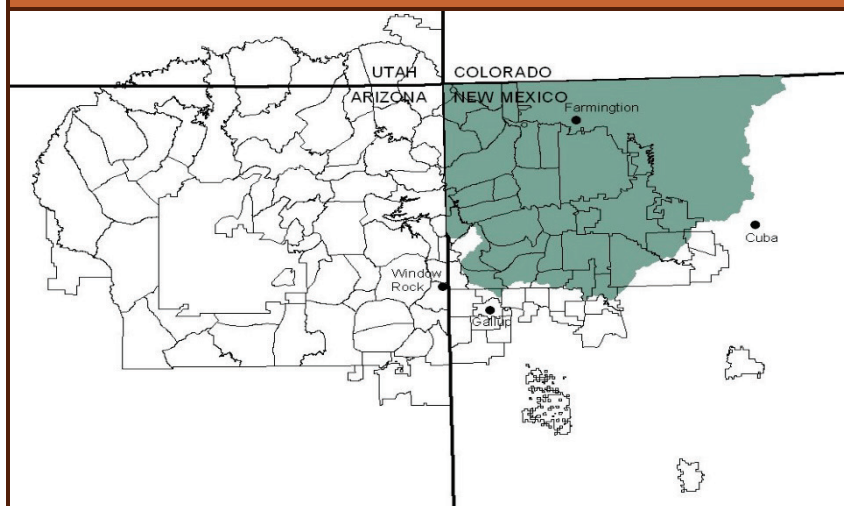 UTAH COLORADO
ARIZONA NEW MEXICO
Farmington
Cuba
Window
Rock
Gallup